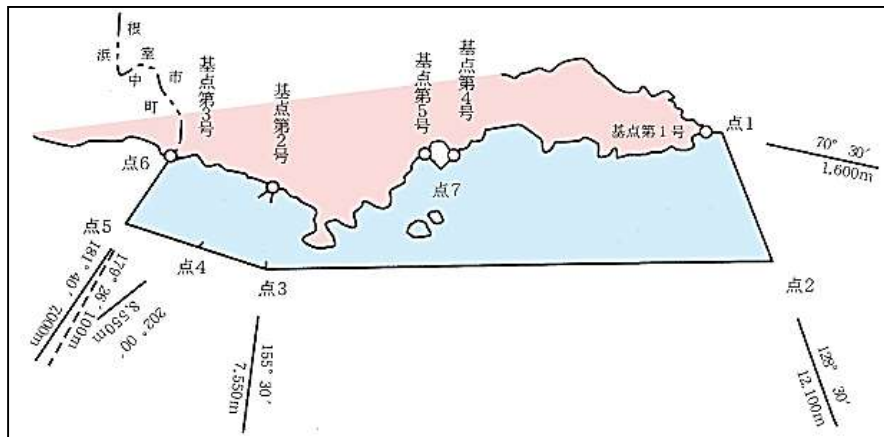 根室市
浜中町
基点第3号
基点第2号
基点第5号
基点第4号
基点第1号
点1
点6
点7
点5
点4
点3
点2
70° 30′
1,600m
181° 40′ 7000m
179° 26′ 100m
8,550m
202° 00′
155° 30′
7,550m
128° 30′
12,100m